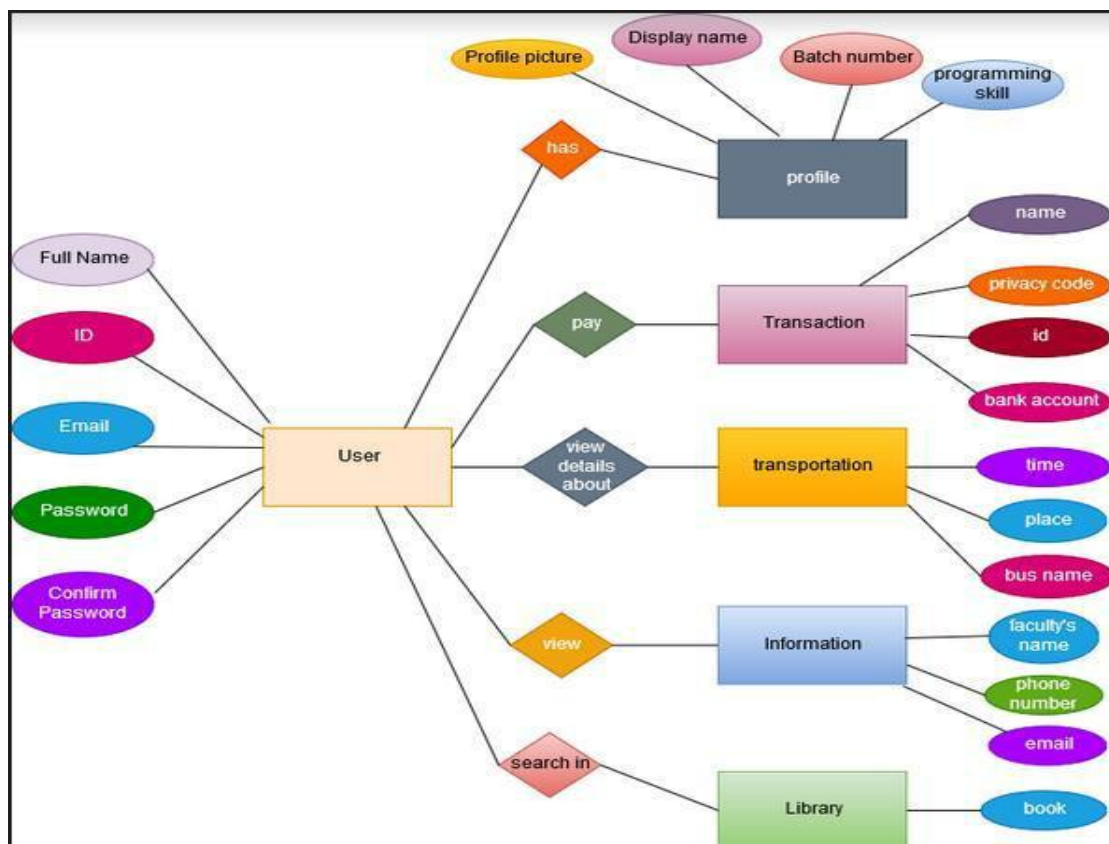 Display name
Profile picture
Batch number
programming
skill
has
profile
name
Full Name
privacy code
pay
Transaction
ID
id
bank account
Email
User
view
details
about
transportation
time
Password
place
bus name
Confirm
Password
faculty's
name
view
Information
phone
number
email
search in
Library
book